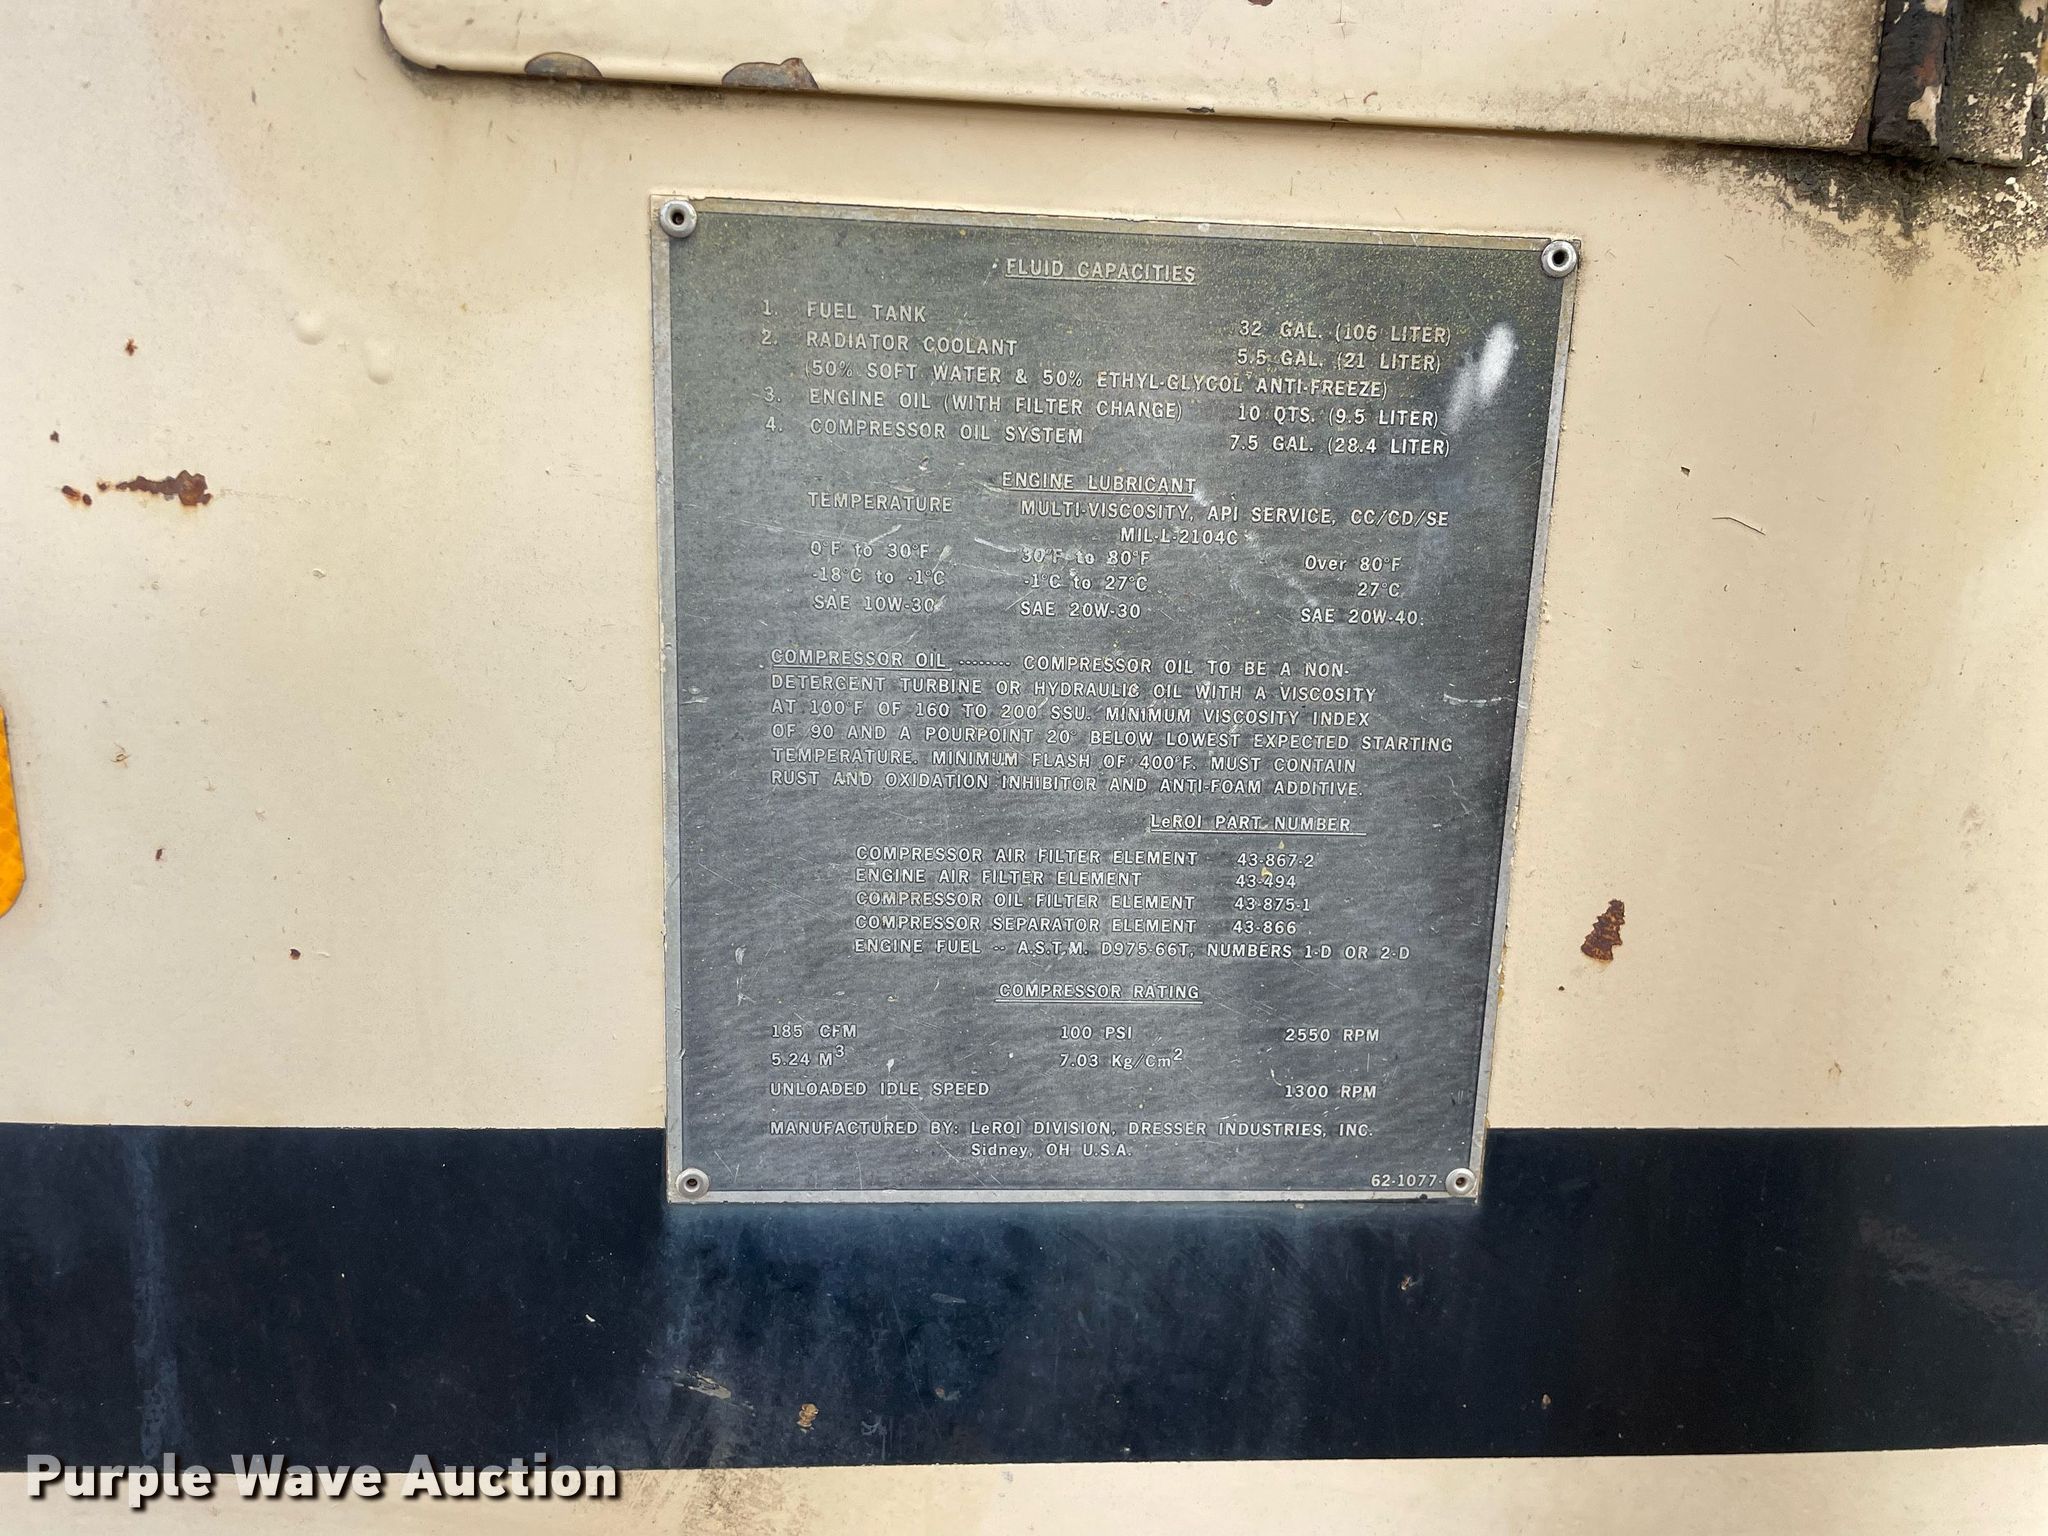 FLUID CAPACITIES
1. FUEL TANK 32 GAL. (106 LITER)
2. RADIATOR COOLANT 5.5 GAL. (21 LITER)
(50% SOFT WATER & 50% ETHYL-GLYCOL ANTI-FREEZE)
3. ENGINE OIL (WITH FILTER CHANGE) 10 QTS. (9.5 LITER)
4. COMPRESSOR OIL SYSTEM 7.5 GAL. (28.4 LITER)
ENGINE LUBRICANT
TEMPERATURE MULTI-VISCOSITY, API SERVICE, CC/CD/SE
MIL-L-2104C
0°F to 30°F 30°F to 80°F Over 80°F
-18°C to -1°C -1°C to 27°C 27°C
SAE 10W-30 SAE 20W-30 SAE 20W-40
COMPRESSOR OIL -------- COMPRESSOR OIL TO BE A NON-
DETERGENT TURBINE OR HYDRAULIC OIL WITH A VISCOSITY
AT 100°F OF 160 TO 200 SSU. MINIMUM VISCOSITY INDEX
OF 90 AND A POURPOINT 20° BELOW LOWEST EXPECTED STARTING
TEMPERATURE. MINIMUM FLASH OF 400°F. MUST CONTAIN
RUST AND OXIDATION INHIBITOR AND ANTI-FOAM ADDITIVE.
LeROI PART NUMBER
COMPRESSOR AIR FILTER ELEMENT 43-867-2
ENGINE AIR FILTER ELEMENT 43-494
COMPRESSOR OIL FILTER ELEMENT 43-875-1
COMPRESSOR SEPARATOR ELEMENT 43-866
ENGINE FUEL -- A.S.T.M. D975-66T, NUMBERS 1-D OR 2-D
COMPRESSOR RATING
185 CFM 100 PSI 2550 RPM
5.24 M³ 7.03 Kg/Cm² 
UNLOADED IDLE SPEED 1300 RPM
MANUFACTURED BY: LeROI DIVISION, DRESSER INDUSTRIES, INC.
Sidney, OH U.S.A.
62-1077-
Purple Wave Auction